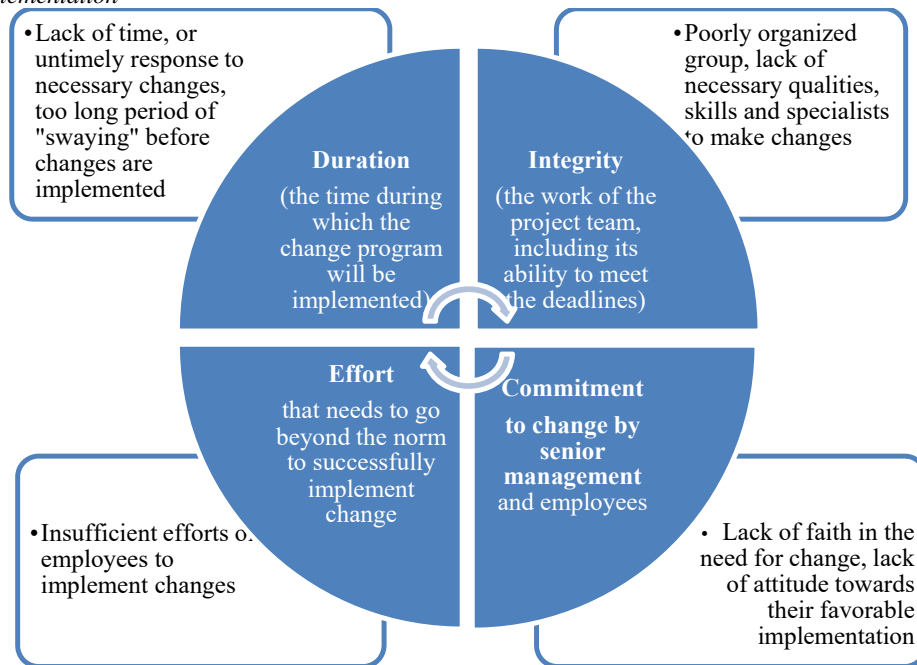 lementation
•Lack of time, or
untimely response to
necessary changes,
too long period of
"swaying" before
changes are
implemented
•Poorly organized
group, lack of
necessary qualities,
skills and specialists
to make changes
Duration
(the time during
which the
change program
will be
implemented)
Integrity
(the work of the
project team,
including its
ability to meet
the deadlines)
Effort
that needs to go
beyond the norm
to successfully
implement
change
Commitment
to change by
senior
management
and employees
•Insufficient efforts of
employees to
implement changes
• Lack of faith in the
need for change, lack
of attitude towards
their favorable
implementation